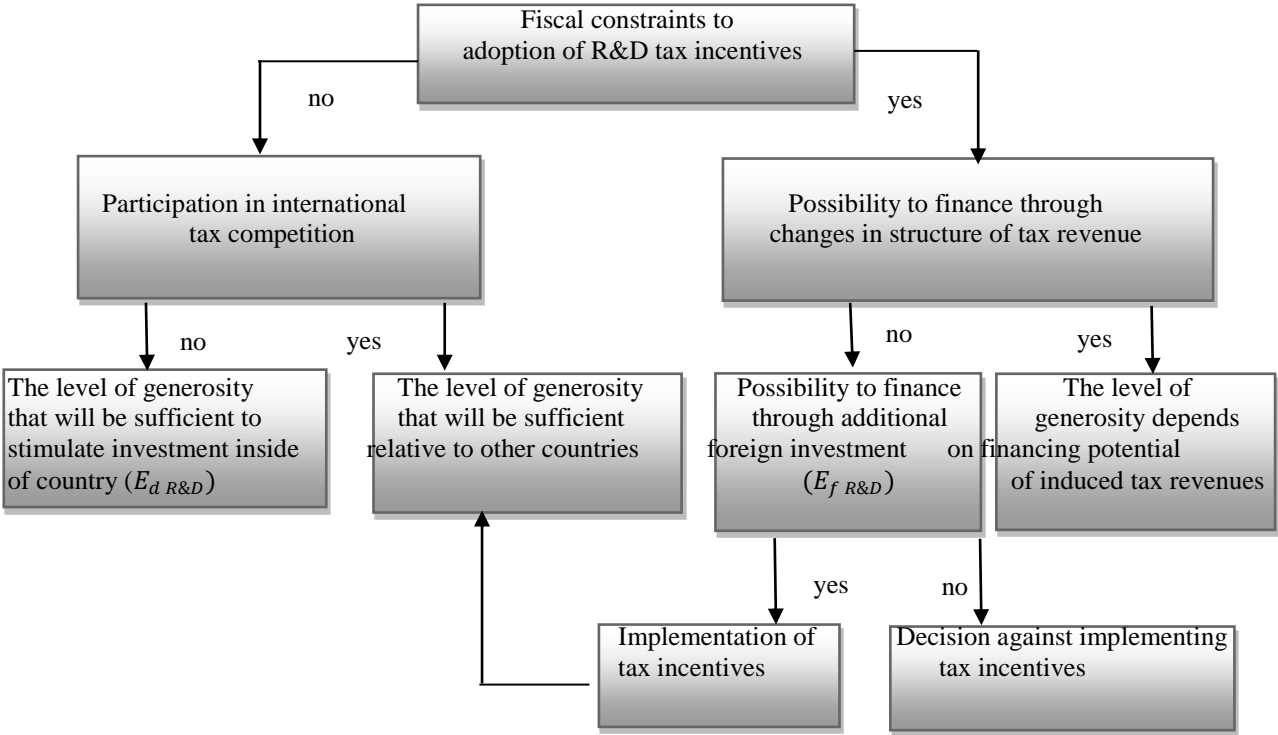 Fiscal constraints to
adoption of R&D tax incentives
no
yes
Participation in international
tax competition
Possibility to finance through
changes in structure of tax revenue
no
yes
no
yes
The level of generosity
that will be sufficient to
stimulate investment inside
of country (E_d R&D)
The level of generosity
that will be sufficient
relative to other countries
Possibility to finance
through additional
foreign investment
(E_f R&D)
The level of
generosity depends
on financing potential
of induced tax revenues
yes
no
Implementation of
tax incentives
Decision against implementing
tax incentives